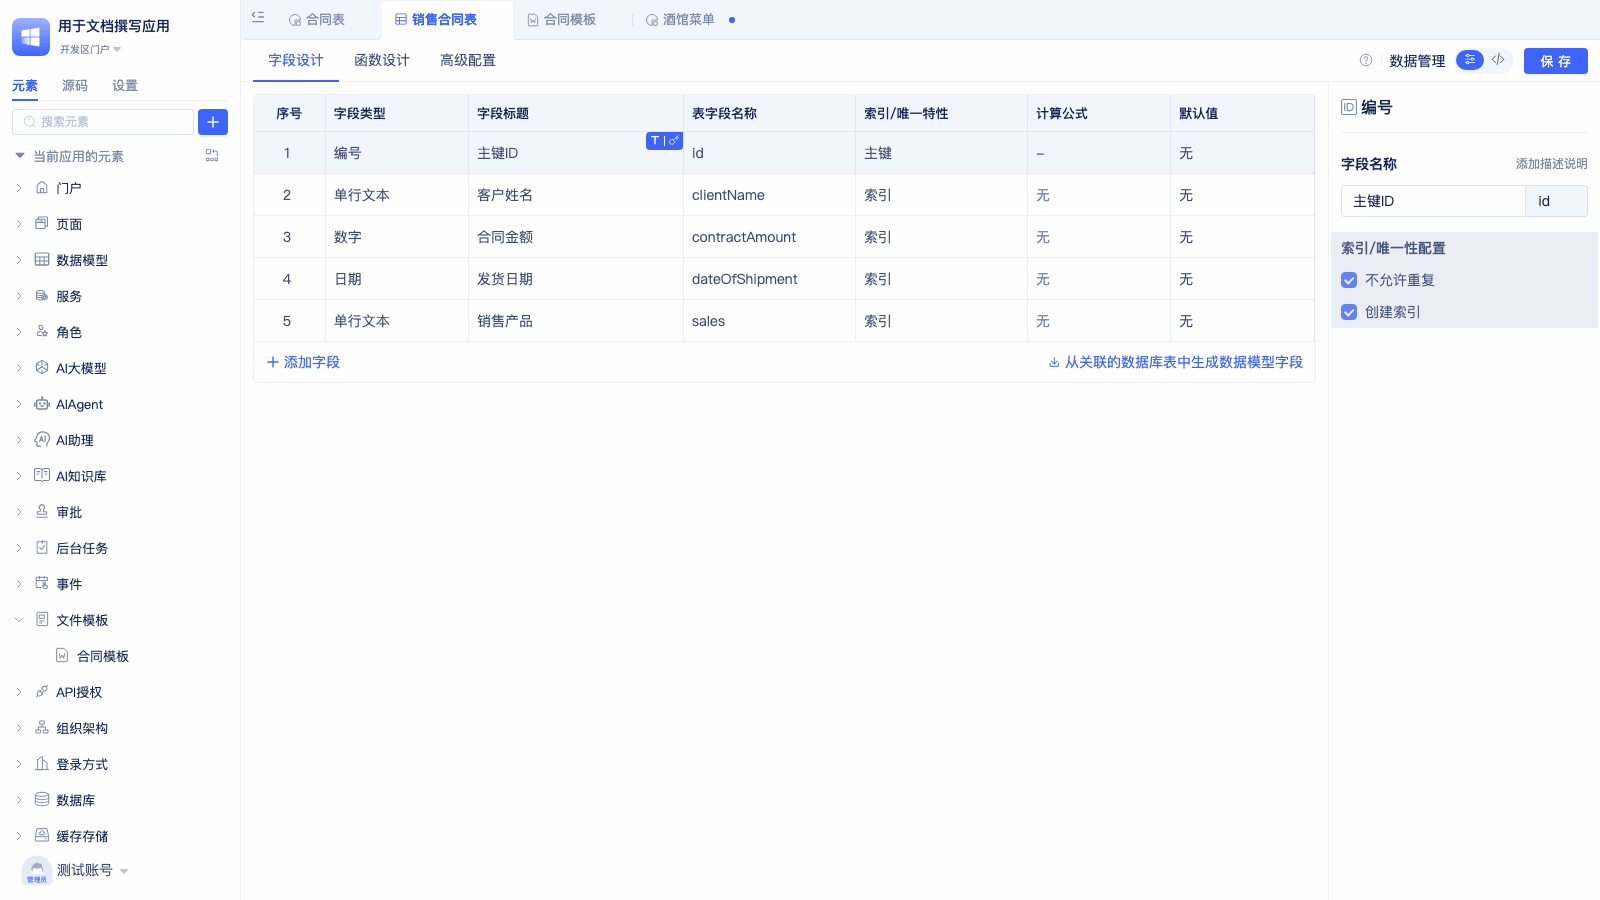 用于文档撰写应用
开发区门户
元素 源码 设置
搜索元素
当前应用的元素
门户
页面
数据模型
服务
角色
AI大模型
AIAgent
AI助理
AI知识库
审批
后台任务
事件
文件模板
合同模板
API授权
组织架构
登录方式
数据库
缓存存储
管理员
测试账号
合同表 销售合同表 合同模板 酒馆菜单
字段设计 函数设计 高级配置
数据管理 保存
序号 字段类型 字段标题 表字段名称 索引/唯一特性 计算公式 默认值
1 编号 主键ID id 主键 – 无
2 单行文本 客户姓名 clientName 索引 无 无
3 数字 合同金额 contractAmount 索引 无 无
4 日期 发货日期 dateOfShipment 索引 无 无
5 单行文本 销售产品 sales 索引 无 无
添加字段 从关联的数据库表中生成数据模型字段
ID 编号
字段名称 添加描述说明
主键ID id
索引/唯一性配置
不允许重复
创建索引